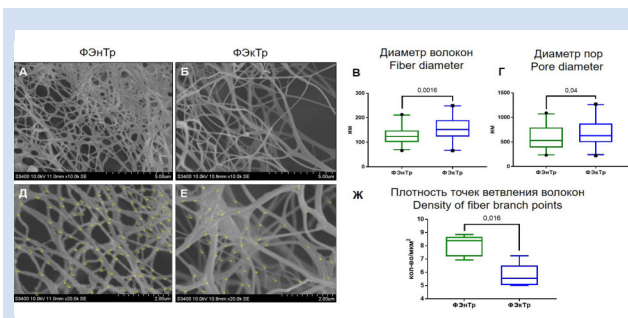 ФЭнТр
ФЭкТр
А
Б
S3400 10.0kV 11.0mm x10.0k SE
5.00um
S3400 10.0kV 10.9mm x10.0k SE
5.00um
Д
Е
S3400 10.0kV 11.0mm x20.0k SE
2.00um
S3400 10.0kV 10.9mm x20.0k SE
2.00um
Диаметр волокон
Fiber diameter
В
0,0016
300
200
100
0
нм
ФЭнТр
ФЭкТр
Диаметр пор
Pore diameter
Г
0,04
1500
1000
500
0
нм
ФЭнТр
ФЭкТр
Ж
Плотность точек ветвления волокон
Density of fiber branch points
0,016
9
8
7
6
5
4
кол-во/мкм²
ФЭнТр
ФЭкТр